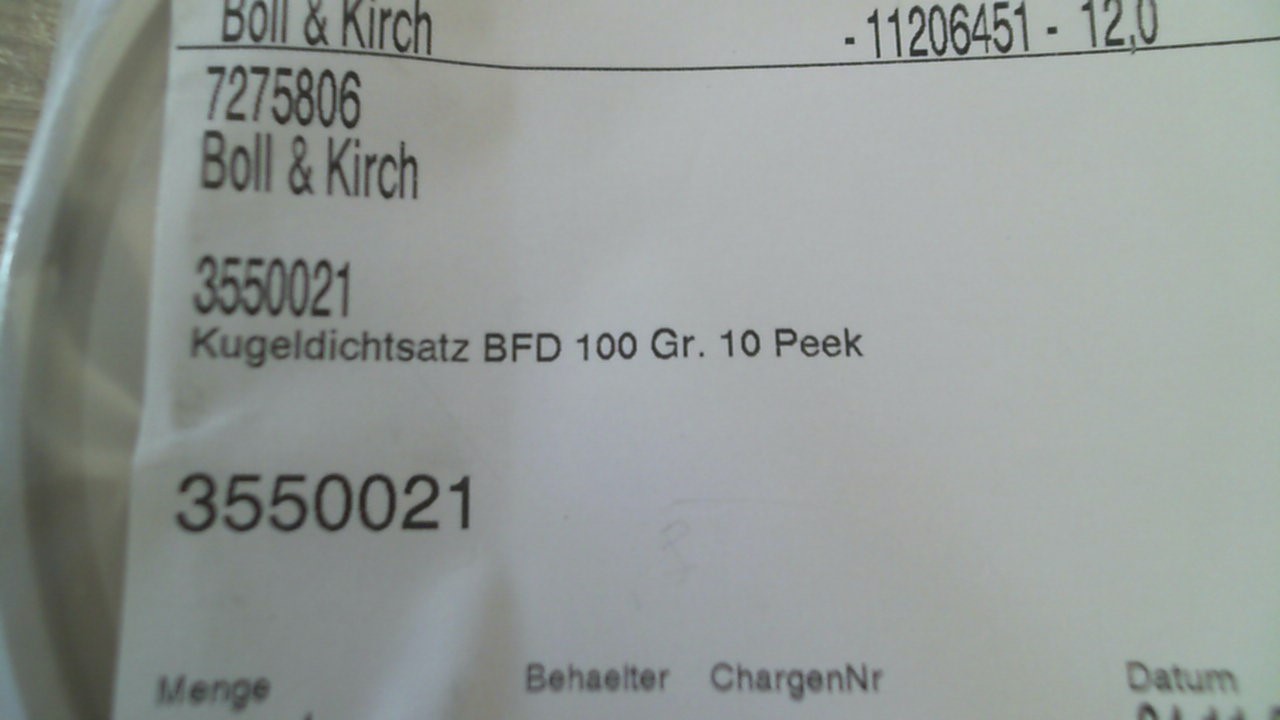 Boll & Kirch - 11206451 - 12,0
7275806
Boll & Kirch
3550021
Kugeldichtsatz BFD 100 Gr. 10 Peek
3550021
Menge Behaelter ChargenNr Datum